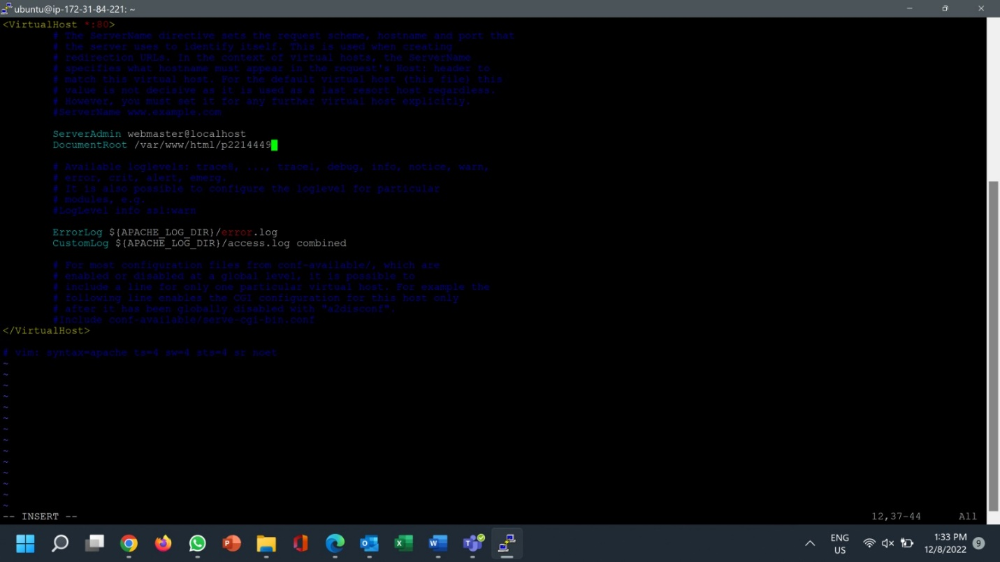 ubuntu@ip-172-31-84-221: ~
<VirtualHost *:80>
# The ServerName directive sets the request scheme, hostname and port that
# the server uses to identify itself. This is used when creating
# redirection URLs. In the context of virtual hosts, the ServerName
# specifies what hostname must appear in the request's Host: header to
# match this virtual host. For the default virtual host (this file) this
# value is not decisive as it is used as a last resort host regardless.
# However, you must set it for any further virtual host explicitly.
#ServerName www.example.com
ServerAdmin webmaster@localhost
DocumentRoot /var/www/html/p2214449
# Available loglevels: trace8, ..., trace1, debug, info, notice, warn,
# error, crit, alert, emerg.
# It is also possible to configure the loglevel for particular
# modules, e.g.
#LogLevel info ssl:warn
ErrorLog ${APACHE_LOG_DIR}/error.log
CustomLog ${APACHE_LOG_DIR}/access.log combined
# For most configuration files from conf-available/, which are
# enabled or disabled at a global level, it is possible to
# include a line for only one particular virtual host. For example the
# following line enables the CGI configuration for this host only
# after it has been globally disabled with "a2disconf".
#Include conf-available/serve-cgi-bin.conf
</VirtualHost>
# vim: syntax=apache ts=4 sw=4 sts=4 sr noet
~
~
~
~
~
~
~
~
~
~
~
~
~
~
-- INSERT -- 12,37-44 All
ENG
US
1:33 PM
12/8/2022
9